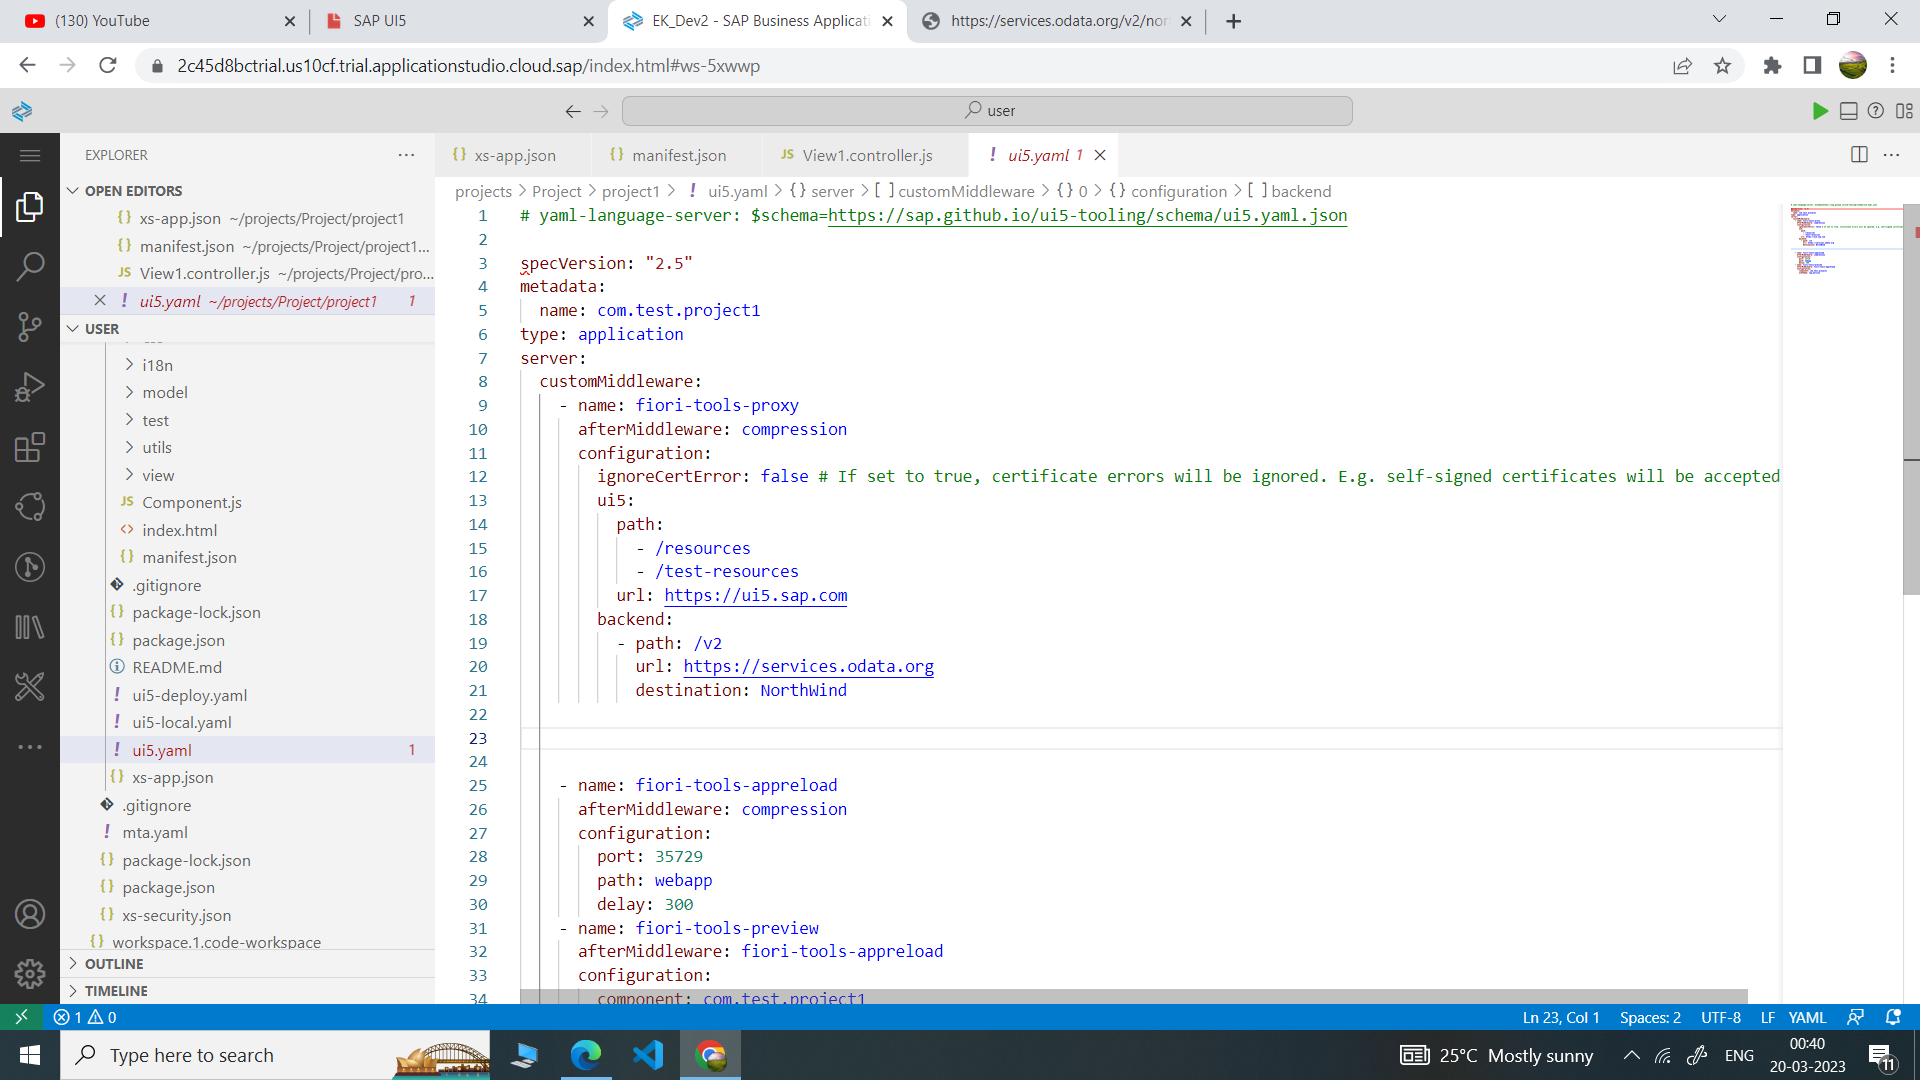 (130) YouTube
SAP UI5
EK_Dev2 - SAP Business Applicati
https://services.odata.org/v2/nor
2c45d8bctrial.us10cf.trial.applicationstudio.cloud.sap/index.html#ws-5xwwp
user
EXPLORER
xs-app.json
manifest.json
JS View1.controller.js
! ui5.yaml 1
OPEN EDITORS
{} xs-app.json ~/projects/Project/project1
{} manifest.json ~/projects/Project/project1...
JS View1.controller.js ~/projects/Project/pro...
! ui5.yaml ~/projects/Project/project1 1
USER
i18n
model
test
utils
view
JS Component.js
<> index.html
{} manifest.json
.gitignore
{} package-lock.json
{} package.json
README.md
! ui5-deploy.yaml
! ui5-local.yaml
! ui5.yaml 1
{} xs-app.json
.gitignore
! mta.yaml
{} package-lock.json
{} package.json
{} xs-security.json
{} workspace.1.code-workspace
OUTLINE
TIMELINE
projects > Project > project1 > ! ui5.yaml > {} server > [ ] customMiddleware > {} 0 > {} configuration > [ ] backend
1 # yaml-language-server: $schema=https://sap.github.io/ui5-tooling/schema/ui5.yaml.json
2
3 specVersion: "2.5"
4 metadata:
5 name: com.test.project1
6 type: application
7 server:
8 customMiddleware:
9 - name: fiori-tools-proxy
10 afterMiddleware: compression
11 configuration:
12 ignoreCertError: false # If set to true, certificate errors will be ignored. E.g. self-signed certificates will be accepted
13 ui5:
14 path:
15 - /resources
16 - /test-resources
17 url: https://ui5.sap.com
18 backend:
19 - path: /v2
20 url: https://services.odata.org
21 destination: NorthWind
22
23
24
25 - name: fiori-tools-appreload
26 afterMiddleware: compression
27 configuration:
28 port: 35729
29 path: webapp
30 delay: 300
31 - name: fiori-tools-preview
32 afterMiddleware: fiori-tools-appreload
33 configuration:
34 component: com.test.project1
1 0
Ln 23, Col 1
Spaces: 2
UTF-8
LF
YAML
Type here to search
25°C Mostly sunny
ENG
00:40
20-03-2023
11